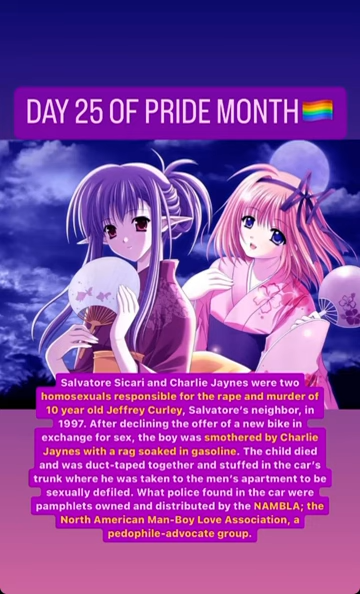 DAY 25 OF PRIDE MONTH🏳️‍🌈
Salvatore Sicari and Charlie Jaynes were two
homosexuals responsible for the rape and murder of
10 year old Jeffrey Curley, Salvatore's neighbor, in
1997. After declining the offer of a new bike in
exchange for sex, the boy was smothered by Charlie
Jaynes with a rag soaked in gasoline. The child died
and was duct-taped together and stuffed in the car's
trunk where he was taken to the men's apartment to be
sexually defiled. What police found in the car were
pamphlets owned and distributed by the NAMBLA; the
North American Man-Boy Love Association, a
pedophile-advocate group.